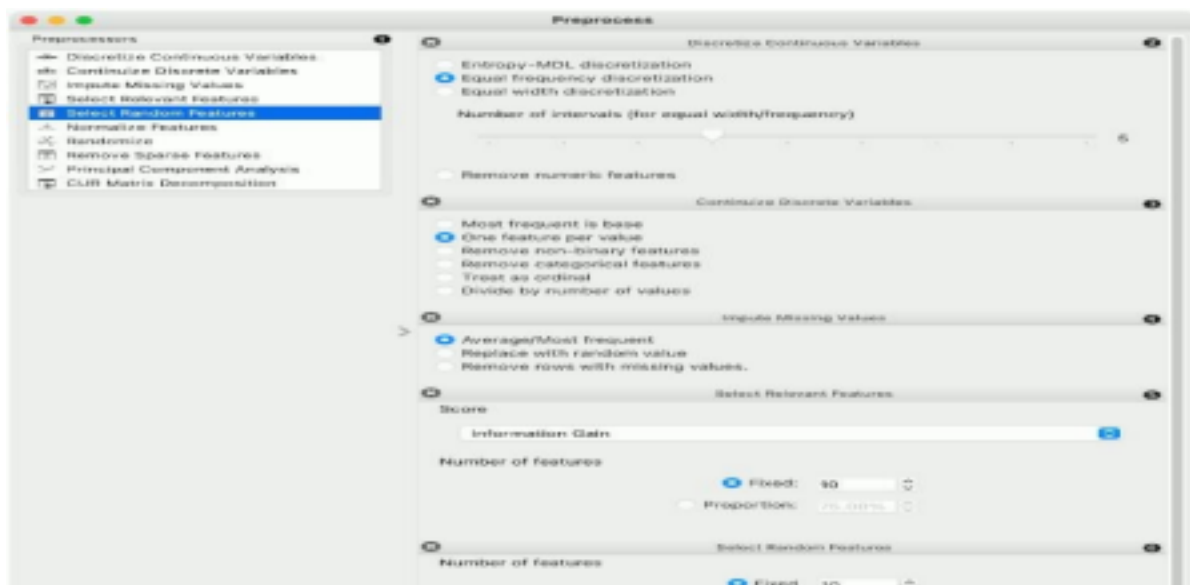 Preprocess
Preprocessors
Discretize Continuous Variables
Continuize Discrete Variables
Impute Missing Values
Select Relevant Features
Select Random Features
Normalize Features
Randomize
Remove Sparse Features
Principal Component Analysis
CUR Matrix Decomposition
Discretize Continuous Variables
Entropy-MDL discretization
Equal frequency discretization
Equal width discretization
Number of intervals (for equal width/frequency)
Remove numeric features
Continuize Discrete Variables
Most frequent is base
One feature per value
Remove non-binary features
Remove categorical features
Treat as ordinal
Divide by number of values
>
Impute Missing Values
Average/Most frequent
Replace with random value
Remove rows with missing values.
Select Relevant Features
Score
Information Gain
Number of features
Fixed: 10
Proportion: 75.00%
Select Random Features
Number of features
Fixed 10